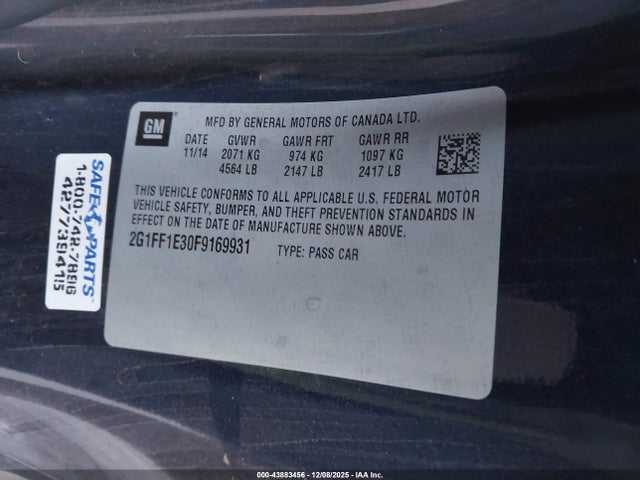 GM
MFD BY GENERAL MOTORS OF CANADA LTD.
DATE GVWR GAWR FRT GAWR RR
11/14 2071 KG 974 KG 1097 KG
4564 LB 2147 LB 2417 LB
THIS VEHICLE CONFORMS TO ALL APPLICABLE U.S. FEDERAL MOTOR
VEHICLE SAFETY, BUMPER, AND THEFT PREVENTION STANDARDS IN
EFFECT ON THE DATE OF MANUFACTURE SHOWN ABOVE.
2G1FF1E30F9169931 TYPE: PASS CAR
SAFE PARTS
1-800-742-7896
427739415
000-43883456 - 12/08/2025 - IAA Inc.